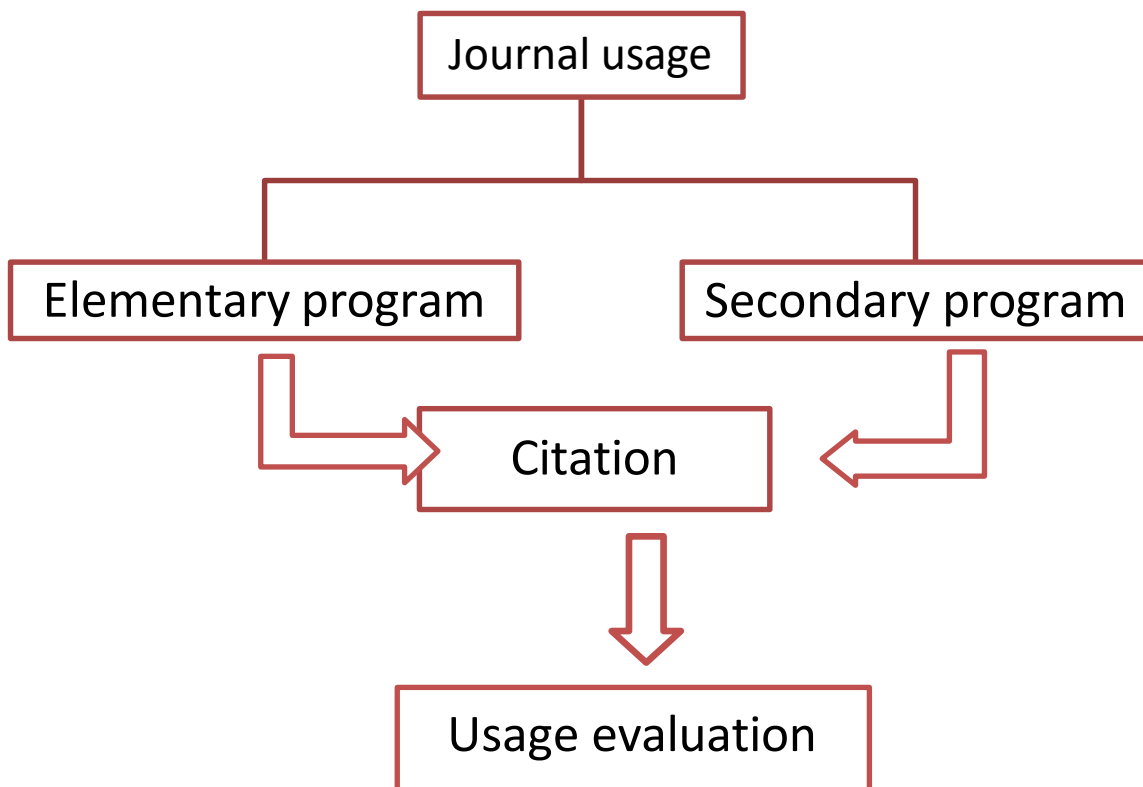 Journal usage
Elementary program
Secondary program
Citation
Usage evaluation